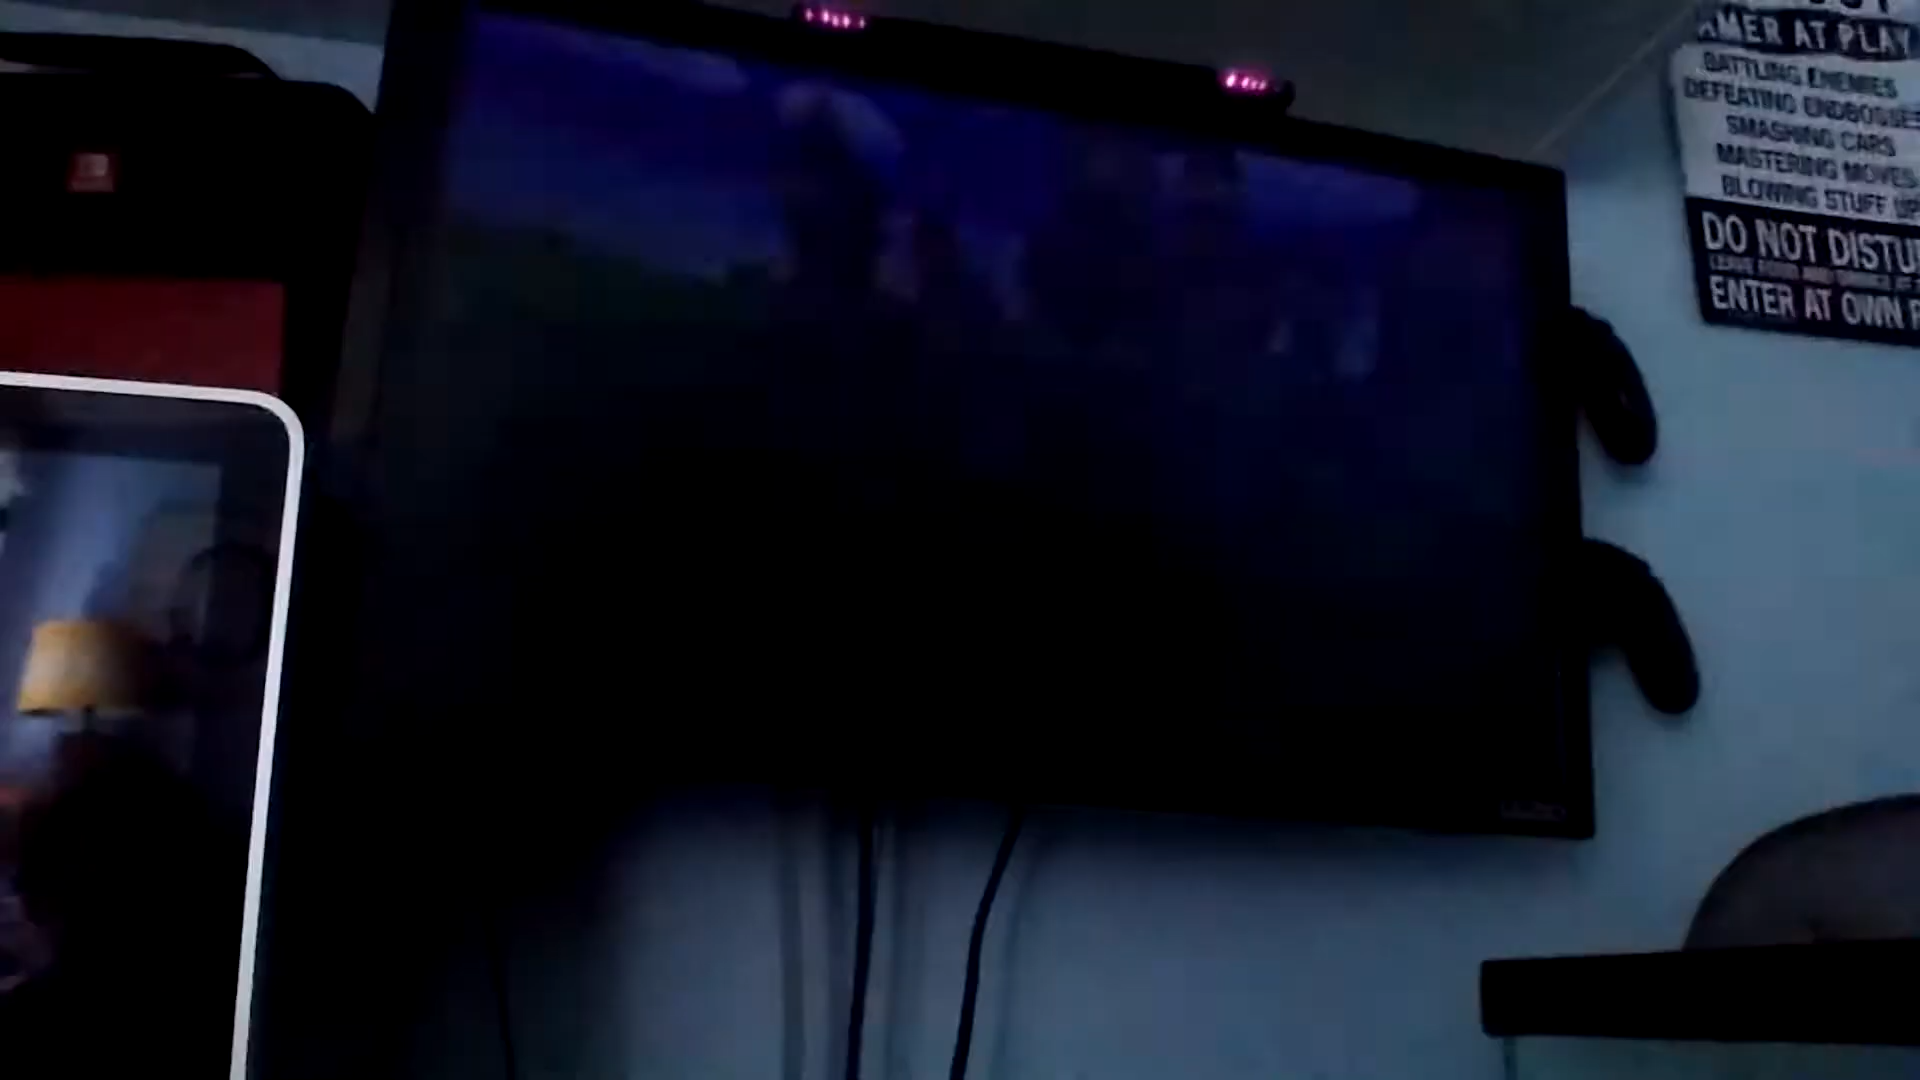 AMER AT PLAY
BATTLING ENEMIES
DEFEATING ENDBOSSES
SMASHING CARS
MASTERING MOVES
BLOWING STUFF UP
DO NOT DISTU
ENTER AT OWN R